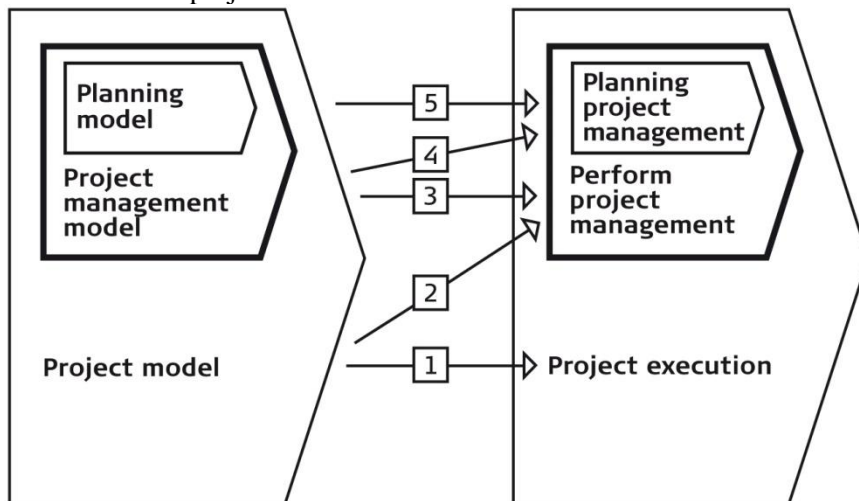 Planning
model
Project
management
model
Project model
5
4
3
2
1
Planning
project
management
Perform
project
management
Project execution